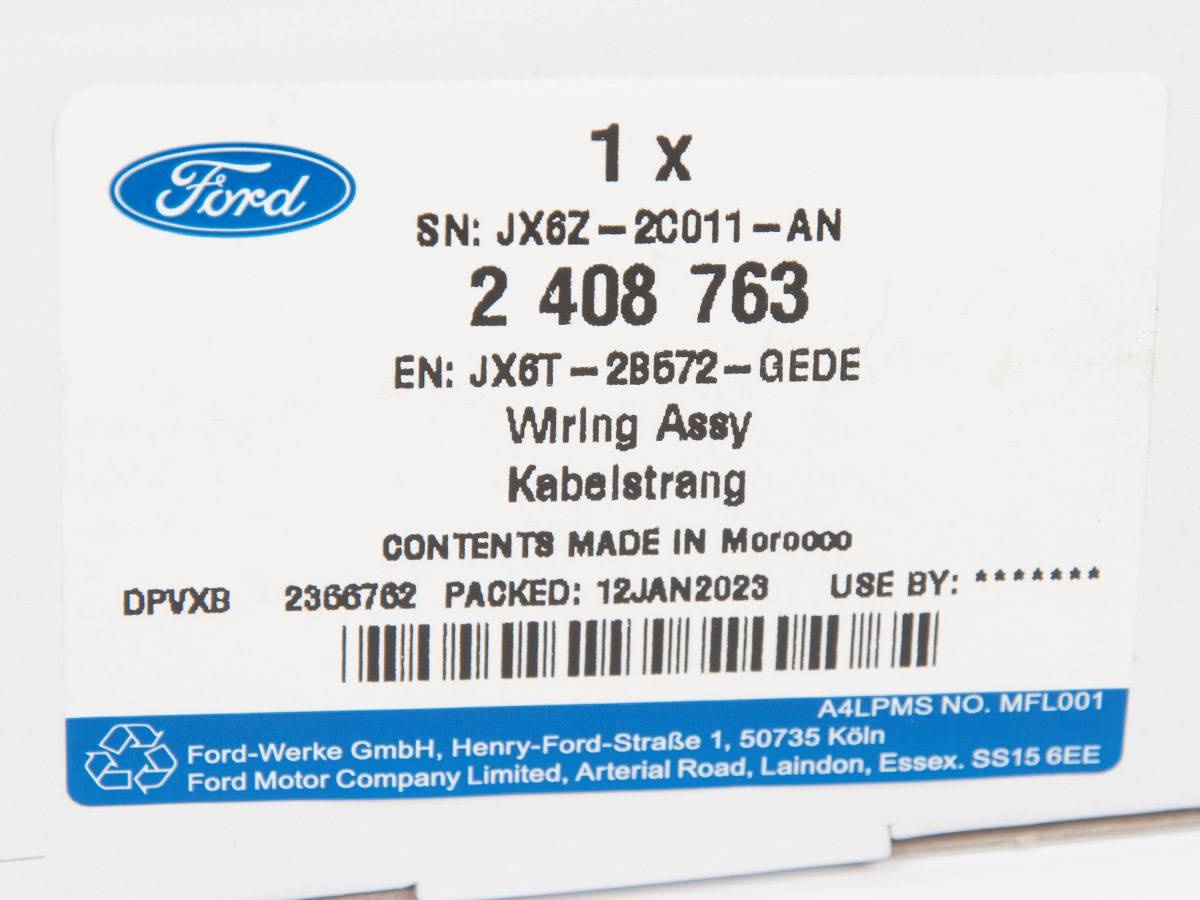 Ford
1 x
SN: JX6Z-2C011-AN
2 408 763
EN: JX6T-2B572-GEDE
Wiring Assy
Kabelstrang
CONTENTS MADE IN Morocco
DPVXB 2366762 PACKED: 12JAN2023 USE BY: *******
A4LPMS NO. MFL001
Ford-Werke GmbH, Henry-Ford-Straße 1, 50735 Köln
Ford Motor Company Limited, Arterial Road, Laindon, Essex. SS15 6EE